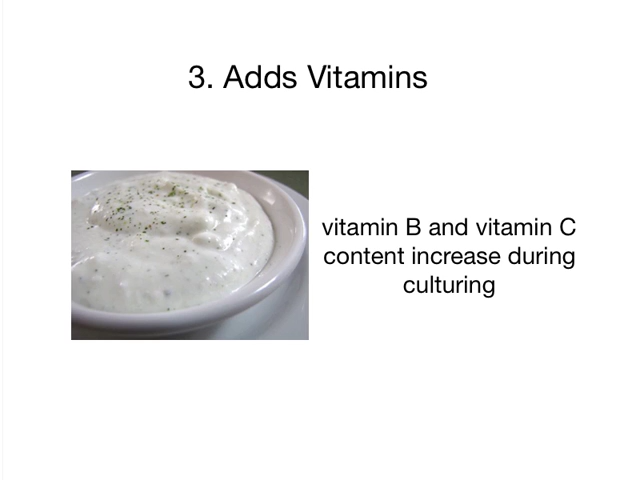 3. Adds Vitamins
vitamin B and vitamin C
content increase during
culturing